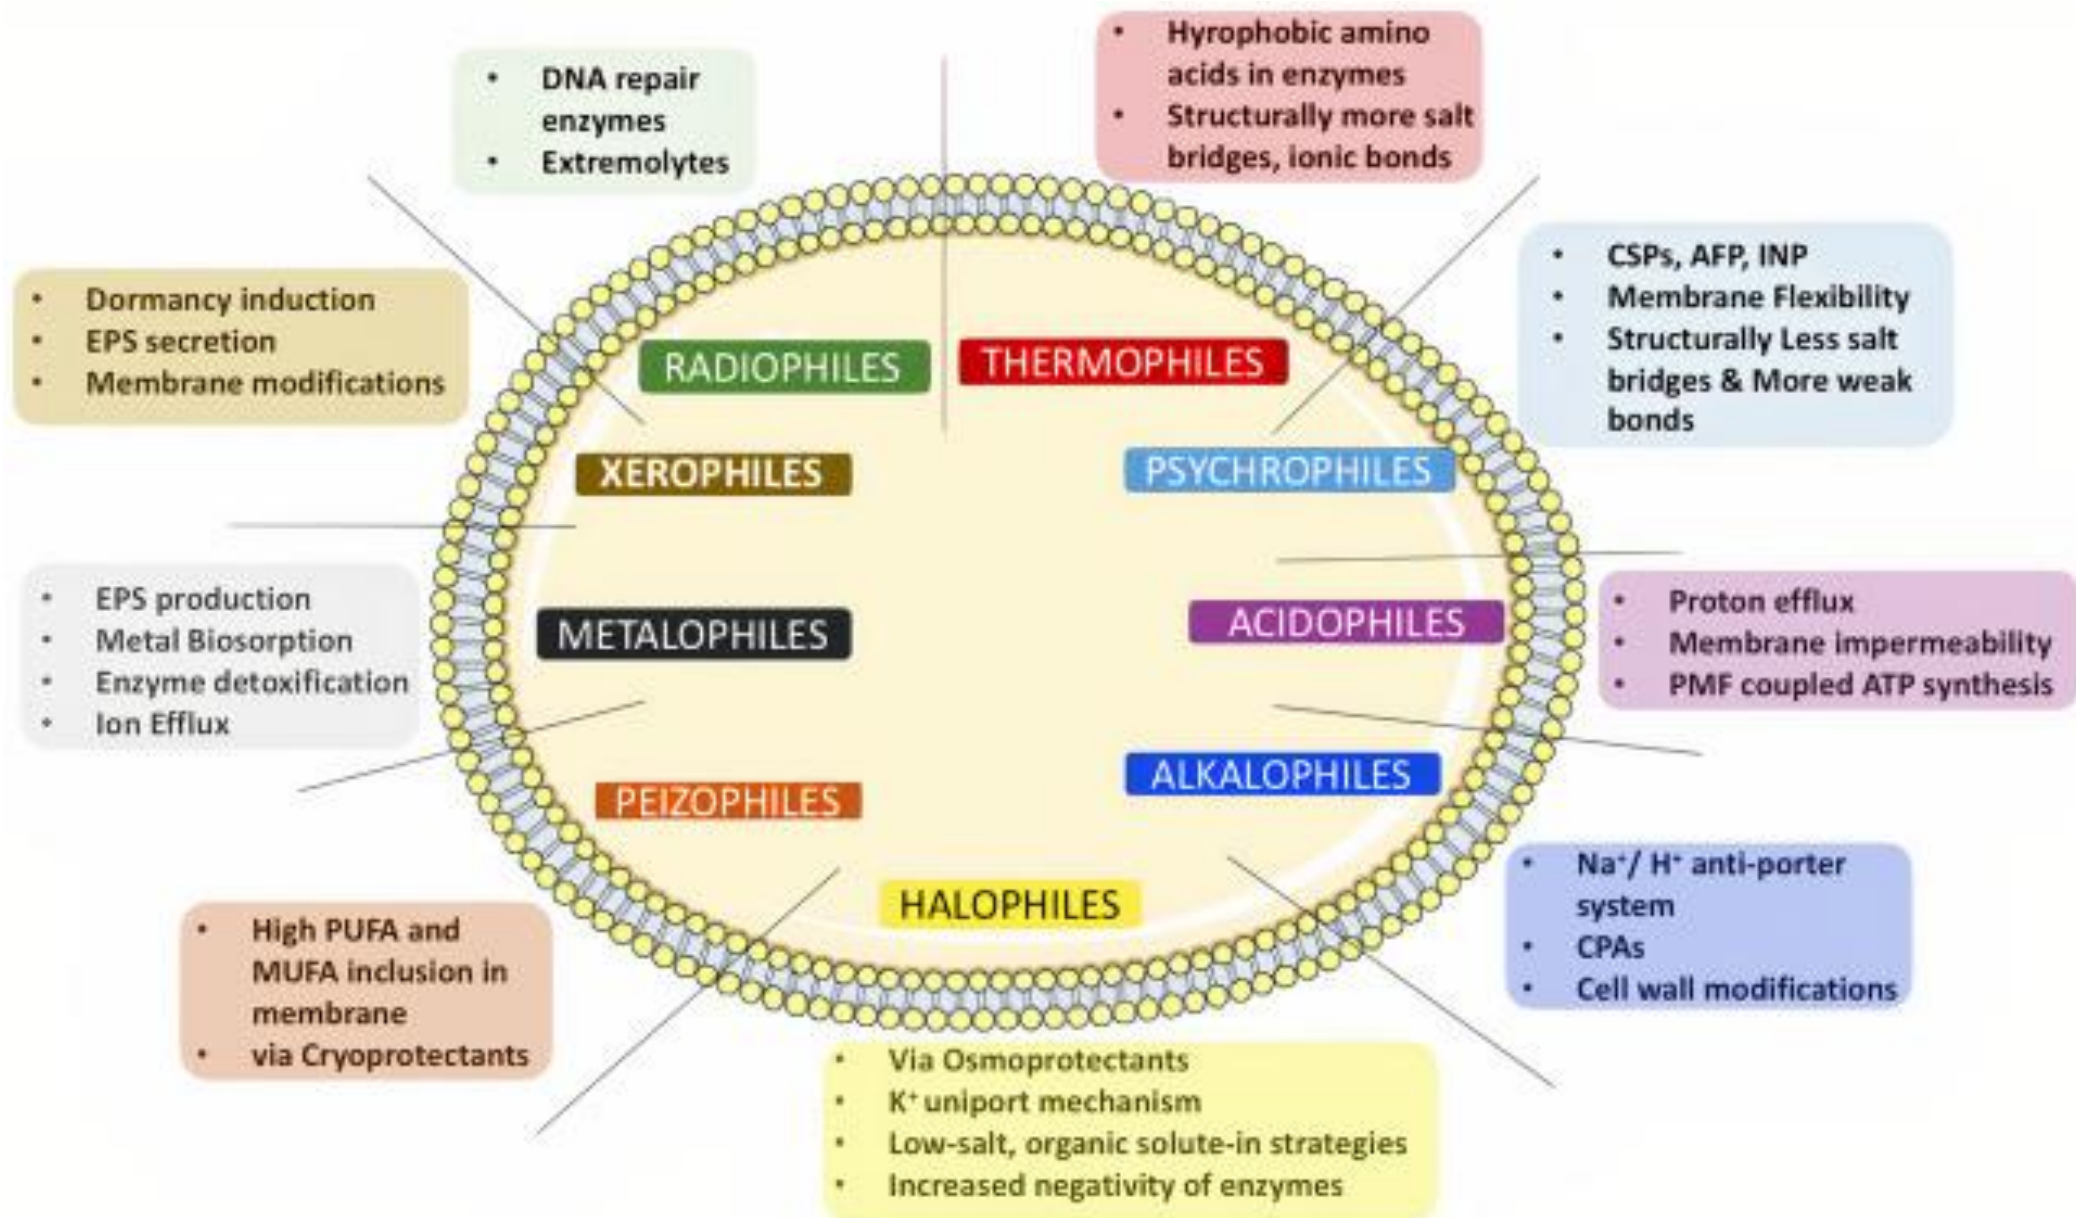 • DNA repair
enzymes
• Extremolytes
• Hyrophobic amino
acids in enzymes
• Structurally more salt
bridges, ionic bonds
• Dormancy induction
• EPS secretion
• Membrane modifications
• CSPs, AFP, INP
• Membrane Flexibility
• Structurally Less salt
bridges & More weak
bonds
RADIOPHILES
THERMOPHILES
XEROPHILES
PSYCHROPHILES
• EPS production
• Metal Biosorption
• Enzyme detoxification
• Ion Efflux
METALOPHILES
ACIDOPHILES
• Proton efflux
• Membrane impermeability
• PMF coupled ATP synthesis
PEIZOPHILES
ALKALOPHILES
HALOPHILES
• High PUFA and
MUFA inclusion in
membrane
• via Cryoprotectants
• Na⁺/ H⁺ anti-porter
system
• CPAs
• Cell wall modifications
• Via Osmoprotectants
• K⁺ uniport mechanism
• Low-salt, organic solute-in strategies
• Increased negativity of enzymes